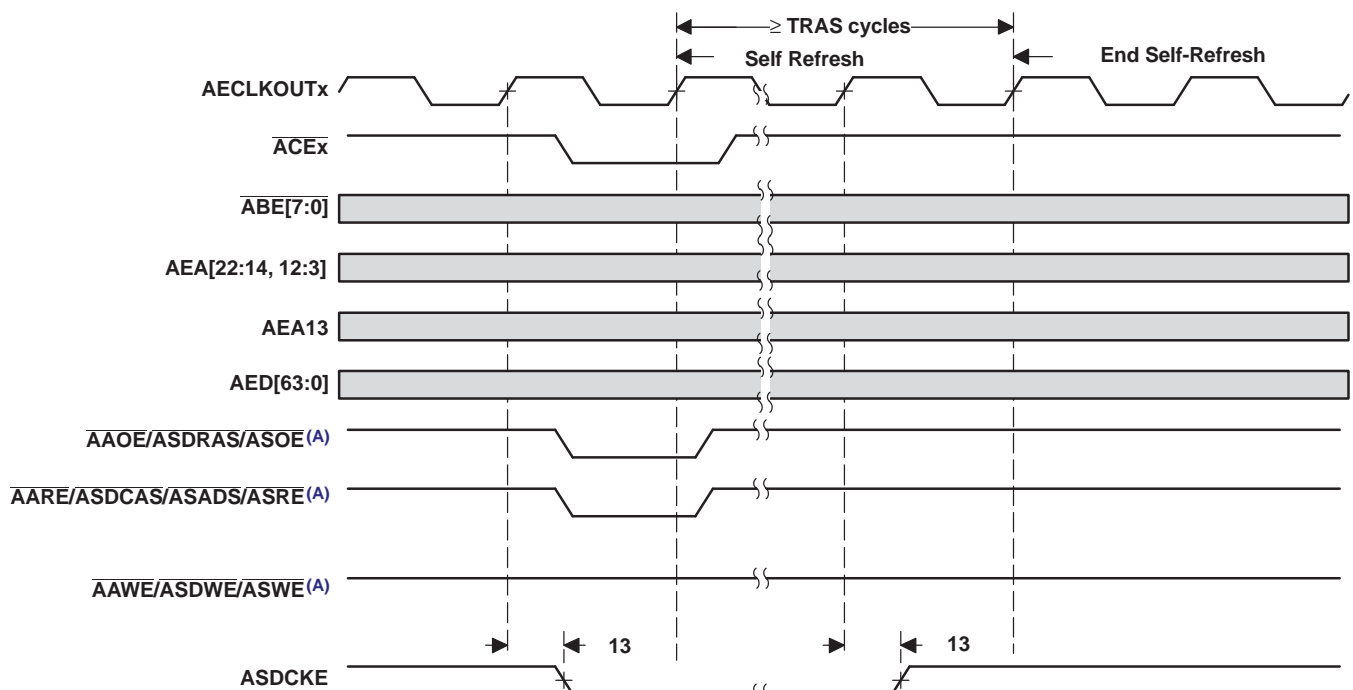 ≥ TRAS cycles
Self Refresh
End Self-Refresh
AECLKOUTx
ACEx
ABE[7:0]
AEA[22:14, 12:3]
AEA13
AED[63:0]
AAOE/ASDRAS/ASOE(A)
AARE/ASDCAS/ASADS/ASRE(A)
AAWE/ASDWE/ASWE(A)
13
13
ASDCKE